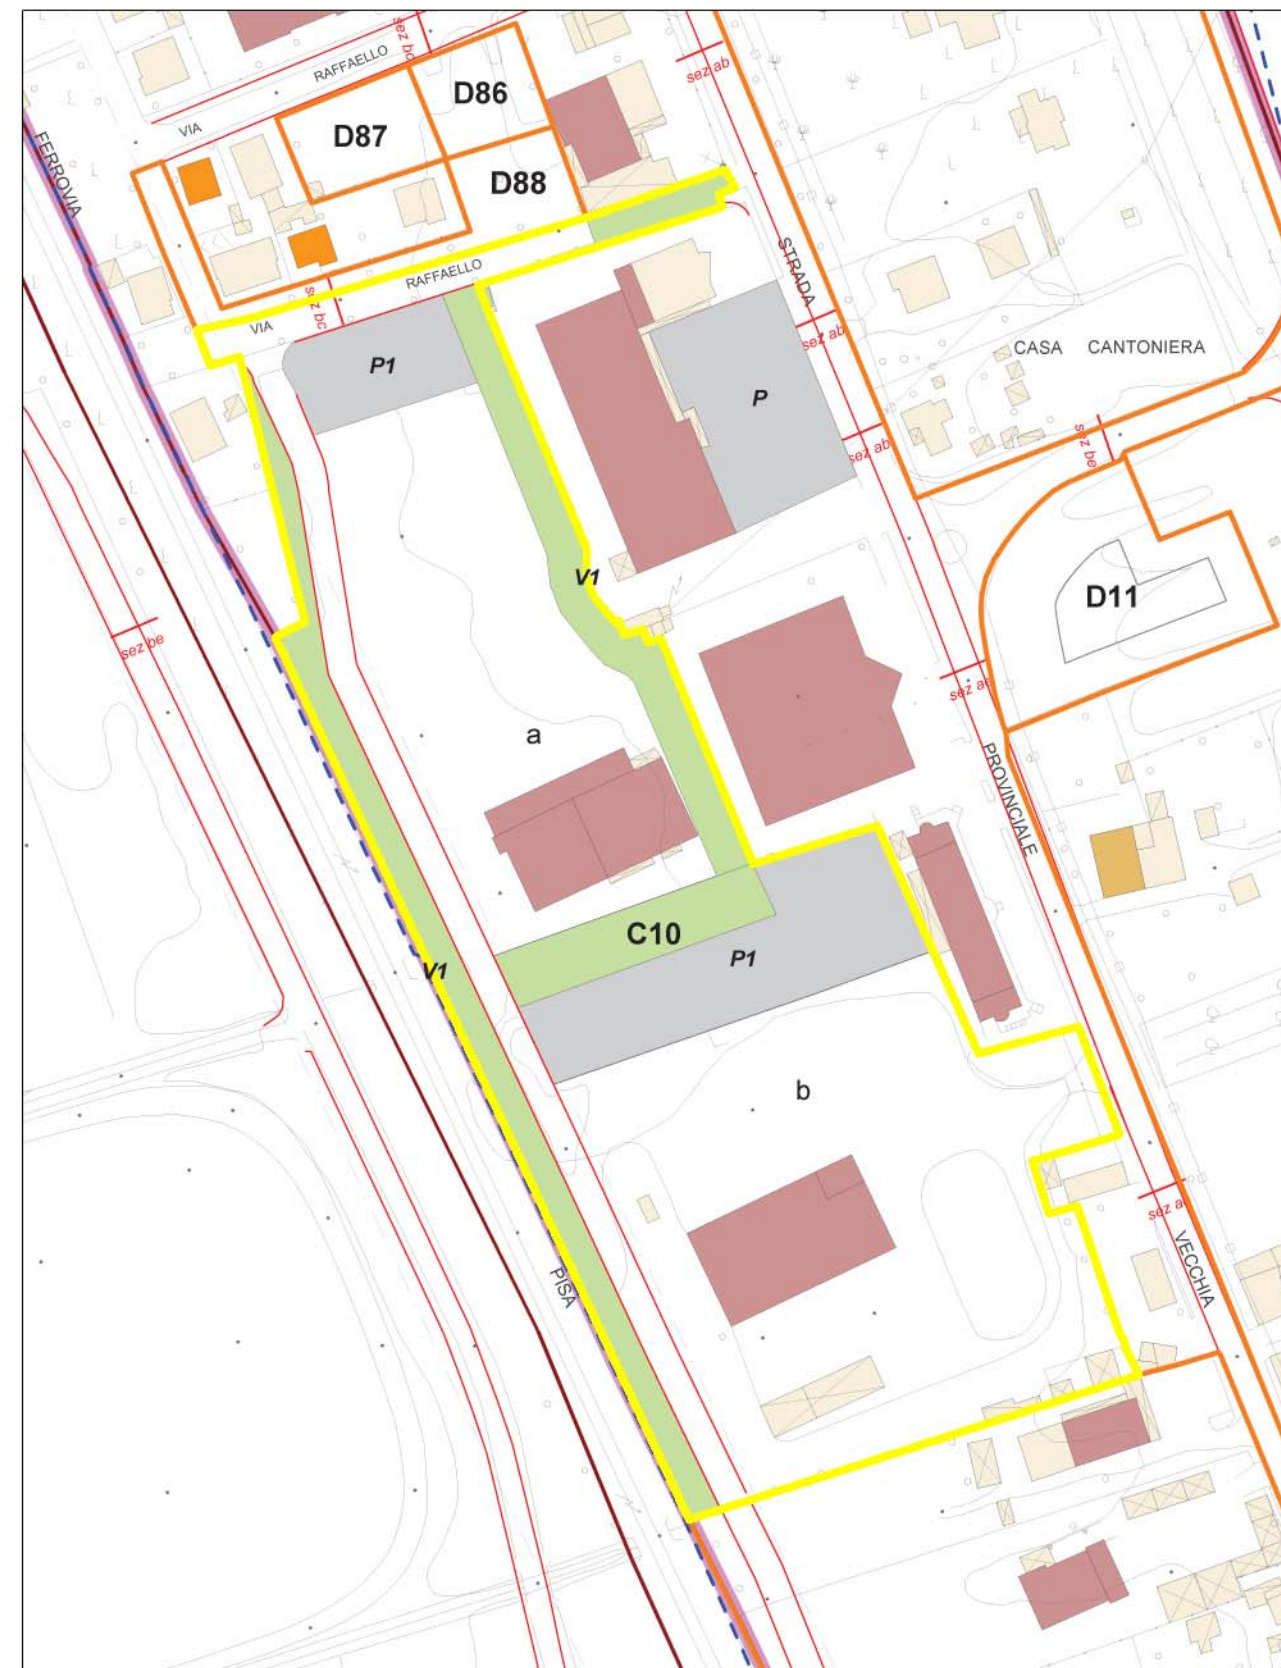 sez bc
RAFFAELLO
VIA
sez ab
D86
D87
D88
FERROVIA
STRADA
RAFFAELLO
VIA
sez bc
sez ab
CASA CANTONIERA
P1
P
sez ab
sez be
V1
D11
sez be
sez ae
a
PROVINCIALE
C10
P1
V1
b
sez a
VECCHIA
PISA